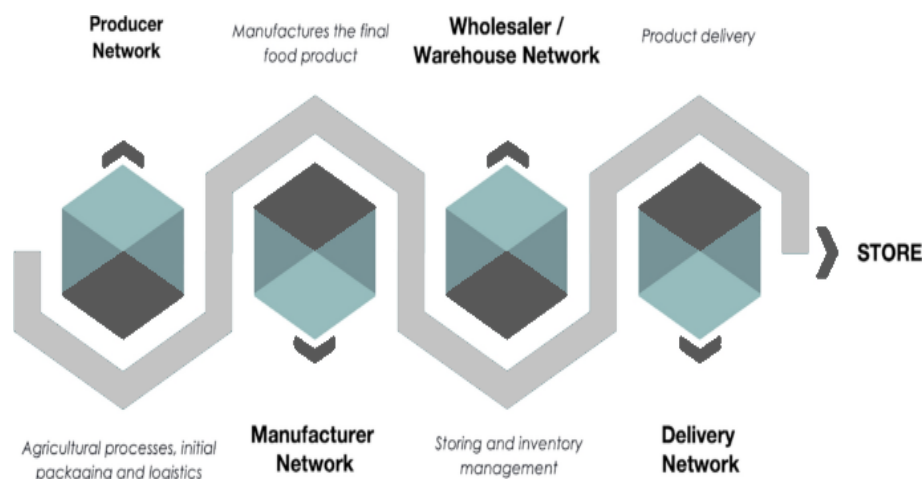 Producer
Network
Manufactures the final
food product
Wholesaler /
Warehouse Network
Product delivery
STORE
Agricultural processes, initial
packaging and logistics
Manufacturer
Network
Storing and inventory
management
Delivery
Network